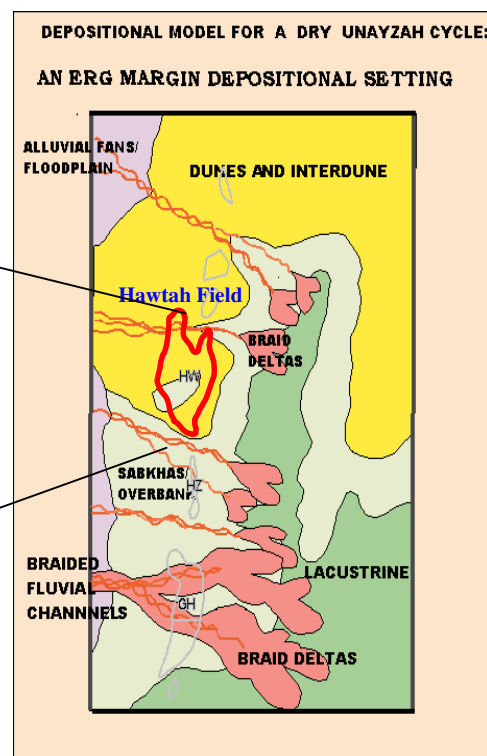 DEPOSITIONAL MODEL FOR A DRY UNAYZAH CYCLE:
AN ERG MARGIN DEPOSITIONAL SETTING
ALLUVIAL FANS/
FLOODPLAIN
DUNES AND INTERDUNE
Hawtah Field
BRAID
DELTAS
HW
SABKHAS/
OVERBANK
HZ
BRAIDED
FLUVIAL
CHANNNELS
LACUSTRINE
GH
BRAID DELTAS